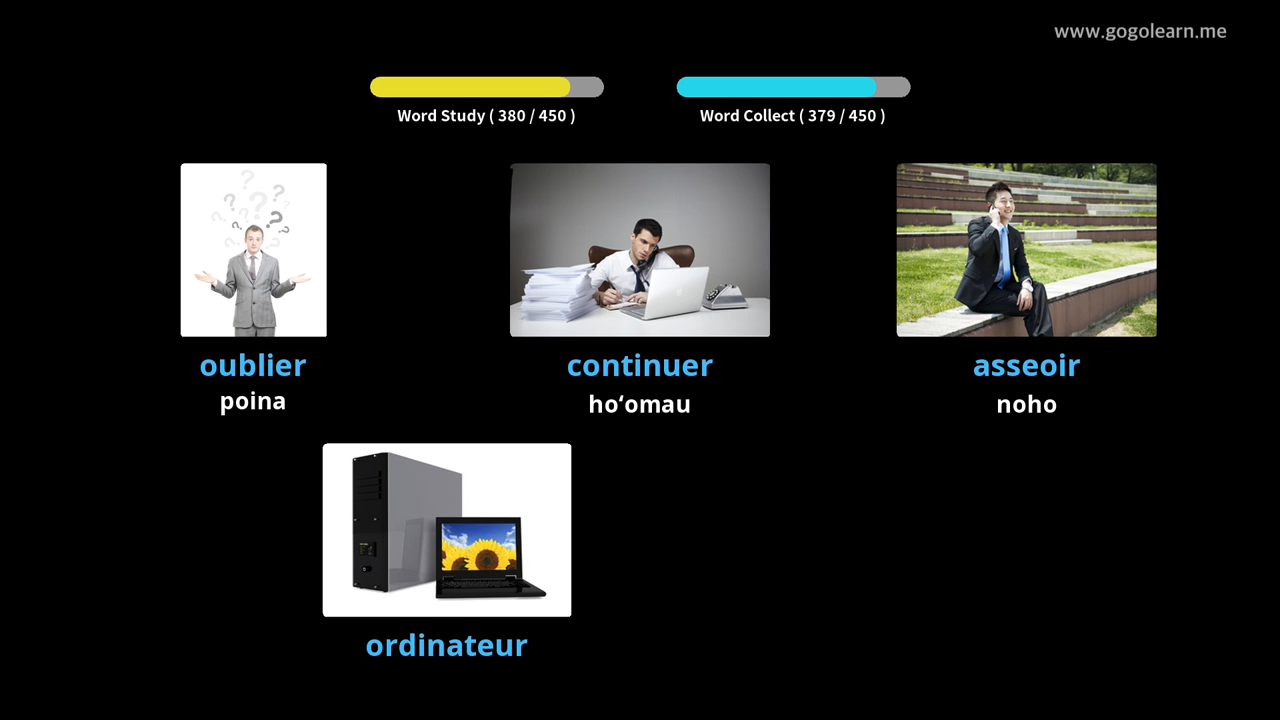 www.gogolearn.me
Word Study ( 380 / 450 )
Word Collect ( 379 / 450 )
oublier
continuer
asseoir
poina
hoʻomau
noho
ordinateur